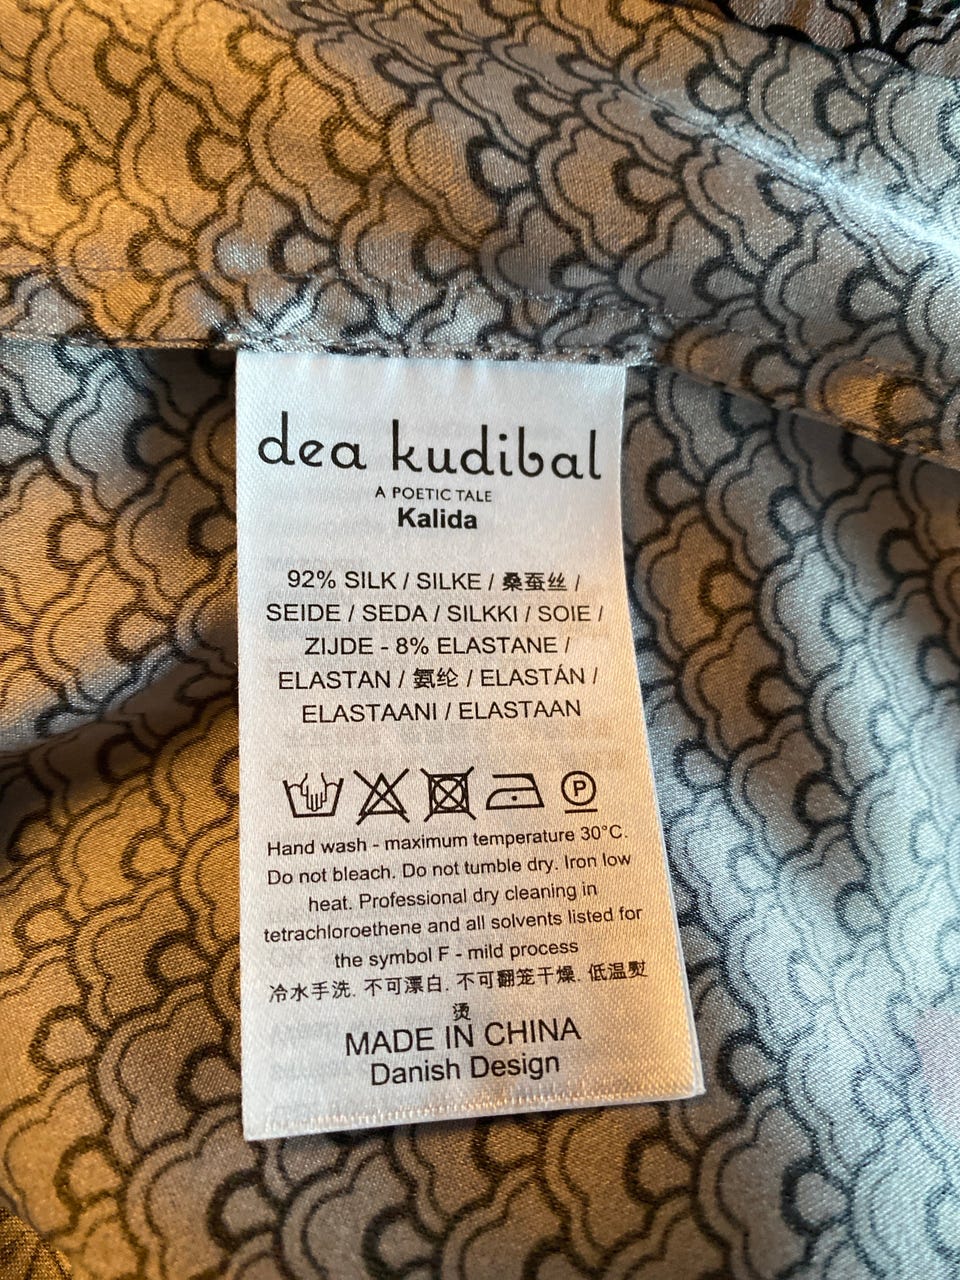 dea kudibal
A POETIC TALE
Kalida
92% SILK / SILKE / 桑蚕丝 /
SEIDE / SEDA / SILKKI / SOIE /
ZIJDE - 8% ELASTANE /
ELASTAN / 氨纶 / ELASTÁN /
ELASTAANI / ELASTAAN
P
Hand wash - maximum temperature 30°C.
Do not bleach. Do not tumble dry. Iron low
heat. Professional dry cleaning in
tetrachloroethene and all solvents listed for
the symbol F - mild process
冷水手洗. 不可漂白. 不可翻笼干燥. 低温熨
烫
MADE IN CHINA
Danish Design